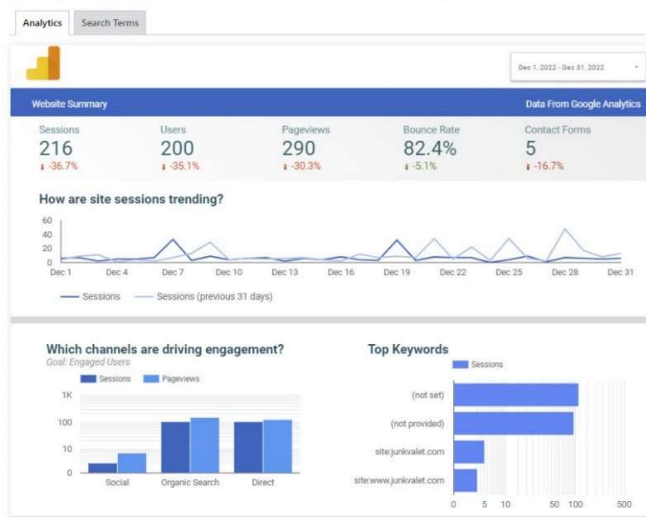 Analytics Search Terms
Dec 1, 2022 - Dec 31, 2022
Website Summary Data From Google Analytics
Sessions Users Pageviews Bounce Rate Contact Forms
216 200 290 82.4% 5
-36.7% -35.1% -30.3% -5.1% -16.7%
How are site sessions trending?
60
40
20
0
Dec 1 Dec 4 Dec 7 Dec 10 Dec 13 Dec 16 Dec 19 Dec 22 Dec 25 Dec 28 Dec 31
Sessions Sessions (previous 31 days)
Which channels are driving engagement?
Goal: Engaged Users
Sessions Pageviews
1K
100
10
0
Social Organic Search Direct
Top Keywords
Sessions
(not set)
(not provided)
site:junkvalet.com
site:www.junkvalet.com
0 5 10 50 100 500